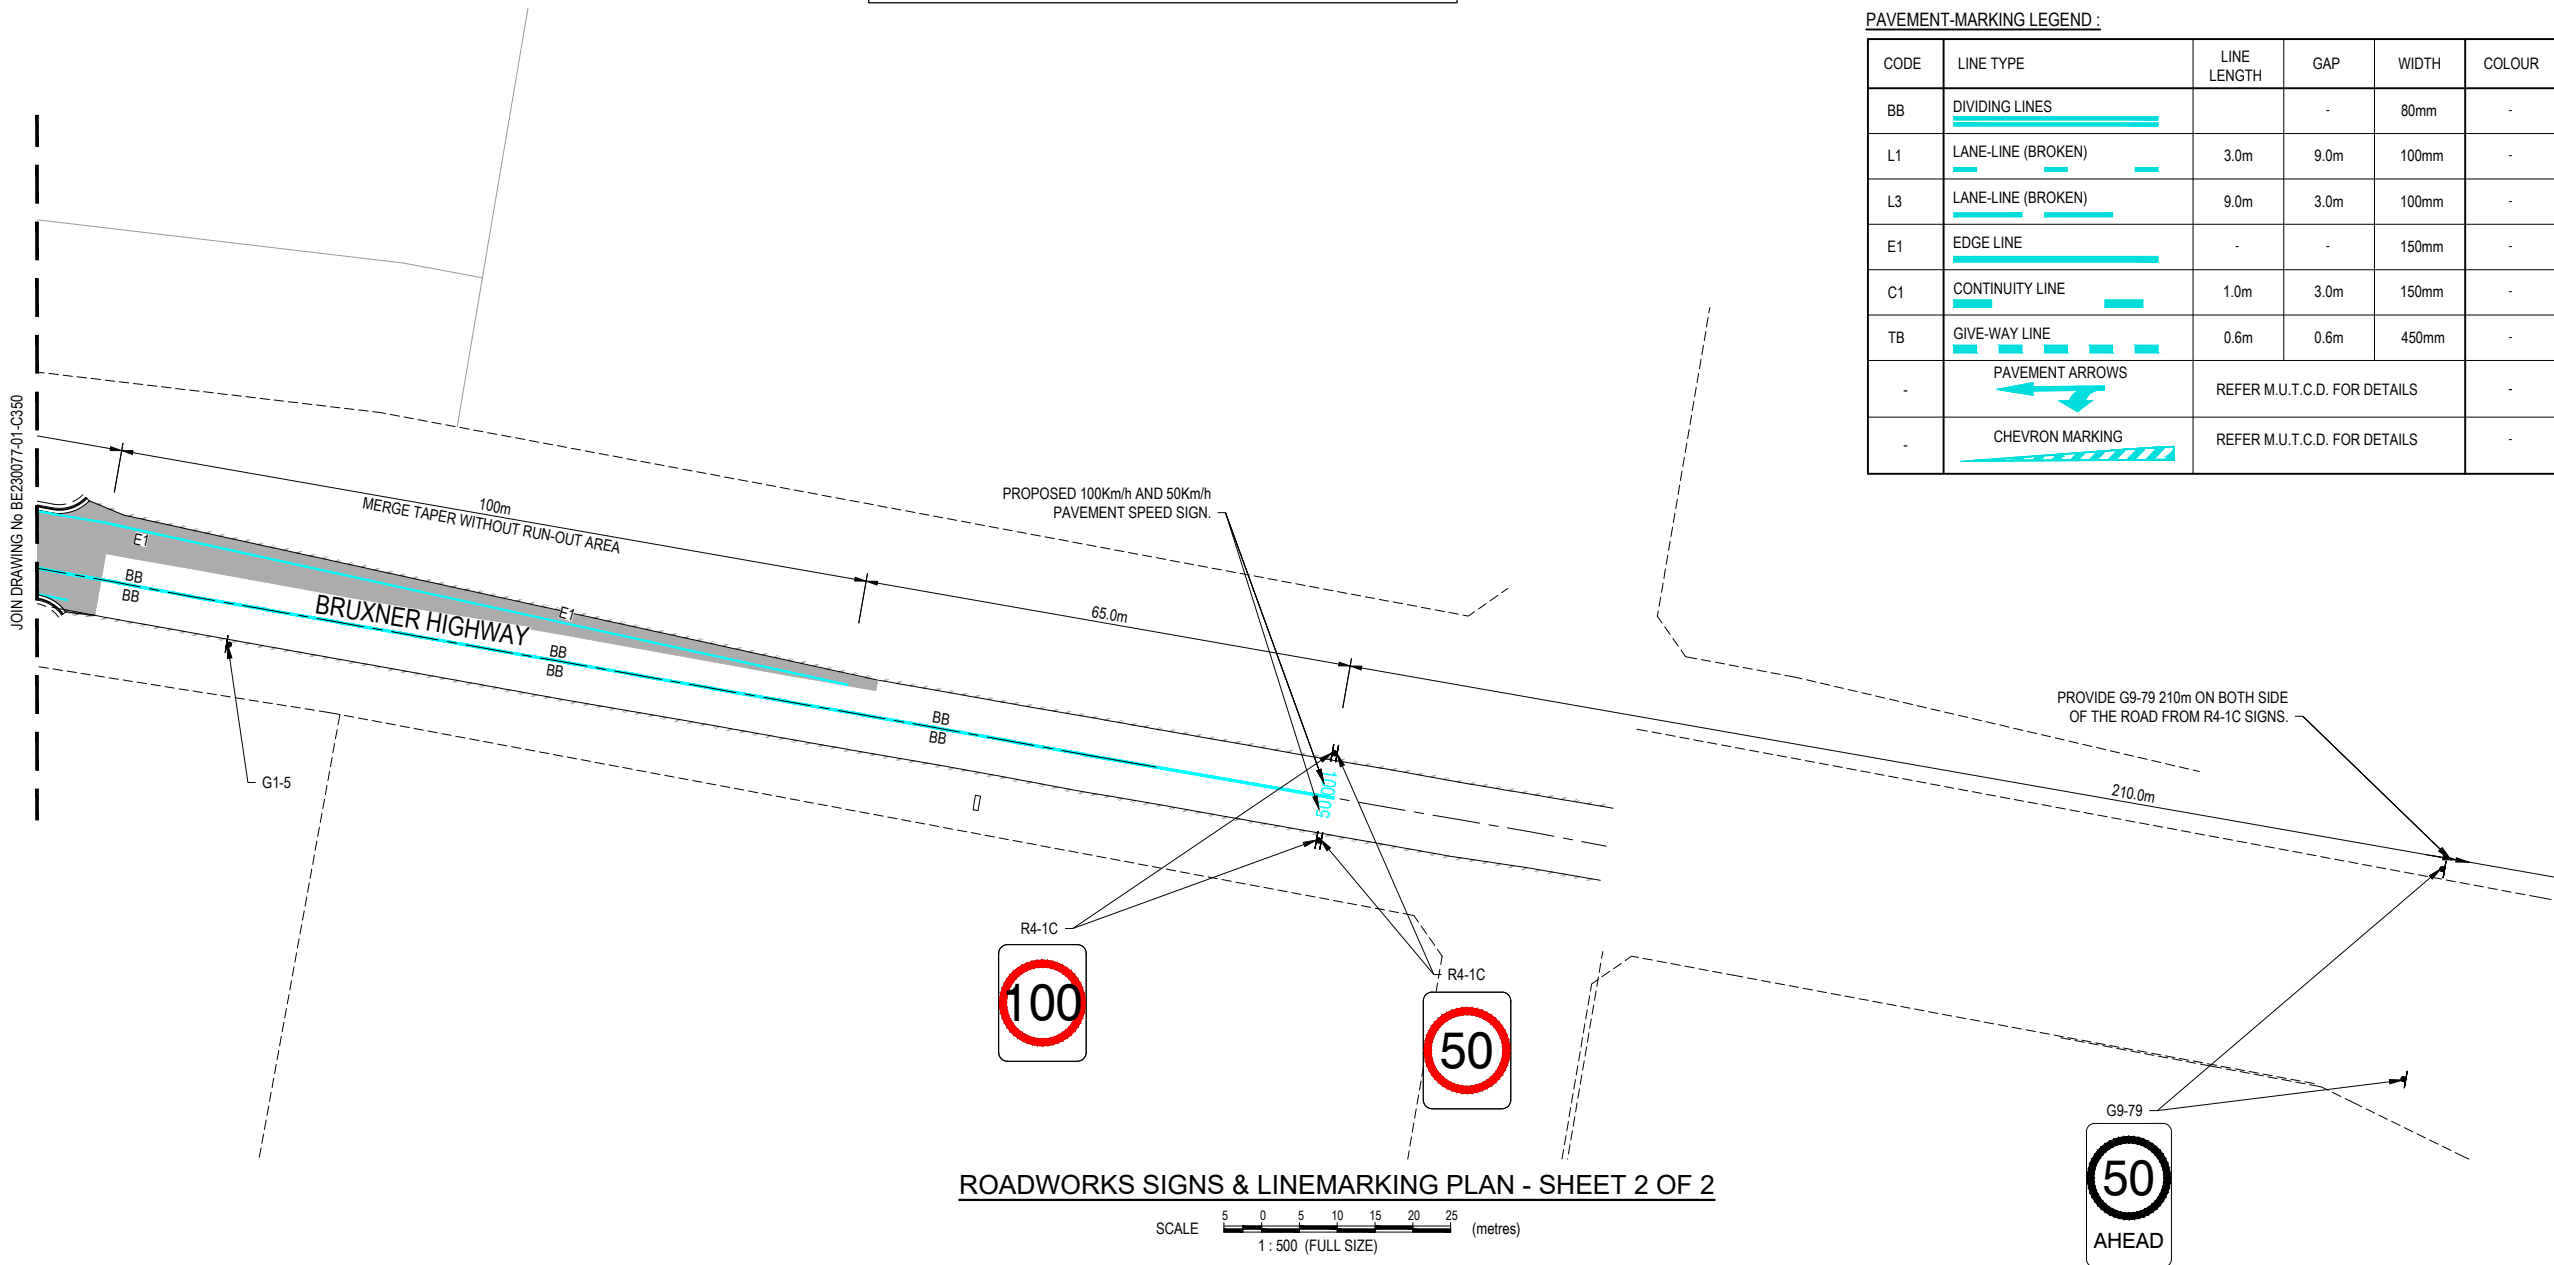 PAVEMENT-MARKING LEGEND :
CODE LINE TYPE LINE LENGTH GAP WIDTH COLOUR
BB DIVIDING LINES - 80mm -
L1 LANE-LINE (BROKEN) 3.0m 9.0m 100mm -
L3 LANE-LINE (BROKEN) 9.0m 3.0m 100mm -
E1 EDGE LINE - - 150mm -
C1 CONTINUITY LINE 1.0m 3.0m 150mm -
TB GIVE-WAY LINE 0.6m 0.6m 450mm -
- PAVEMENT ARROWS REFER M.U.T.C.D. FOR DETAILS -
- CHEVRON MARKING REFER M.U.T.C.D. FOR DETAILS -
JOIN DRAWING No BE230077-01-C350
100m
MERGE TAPER WITHOUT RUN-OUT AREA
PROPOSED 100Km/h AND 50Km/h
PAVEMENT SPEED SIGN.
65.0m
E1
BB
BB
BRUXNER HIGHWAY
E1
BB
BB
BB
BB
G1-5
100
50
PROVIDE G9-79 210m ON BOTH SIDE
OF THE ROAD FROM R4-1C SIGNS.
210.0m
R4-1C
100
R4-1C
50
G9-79
50
AHEAD
ROADWORKS SIGNS & LINEMARKING PLAN - SHEET 2 OF 2
SCALE 5 0 5 10 15 20 25 (metres)
1 : 500 (FULL SIZE)